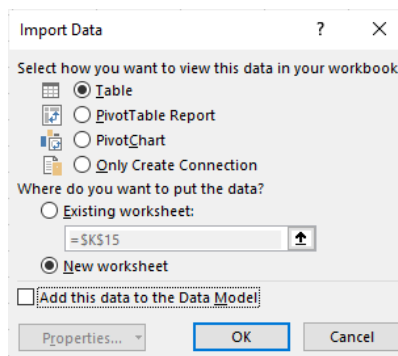 Import Data ? ×
Select how you want to view this data in your workbook
Table
PivotTable Report
PivotChart
Only Create Connection
Where do you want to put the data?
Existing worksheet:
=$K$15
New worksheet
Add this data to the Data Model
Properties... OK Cancel